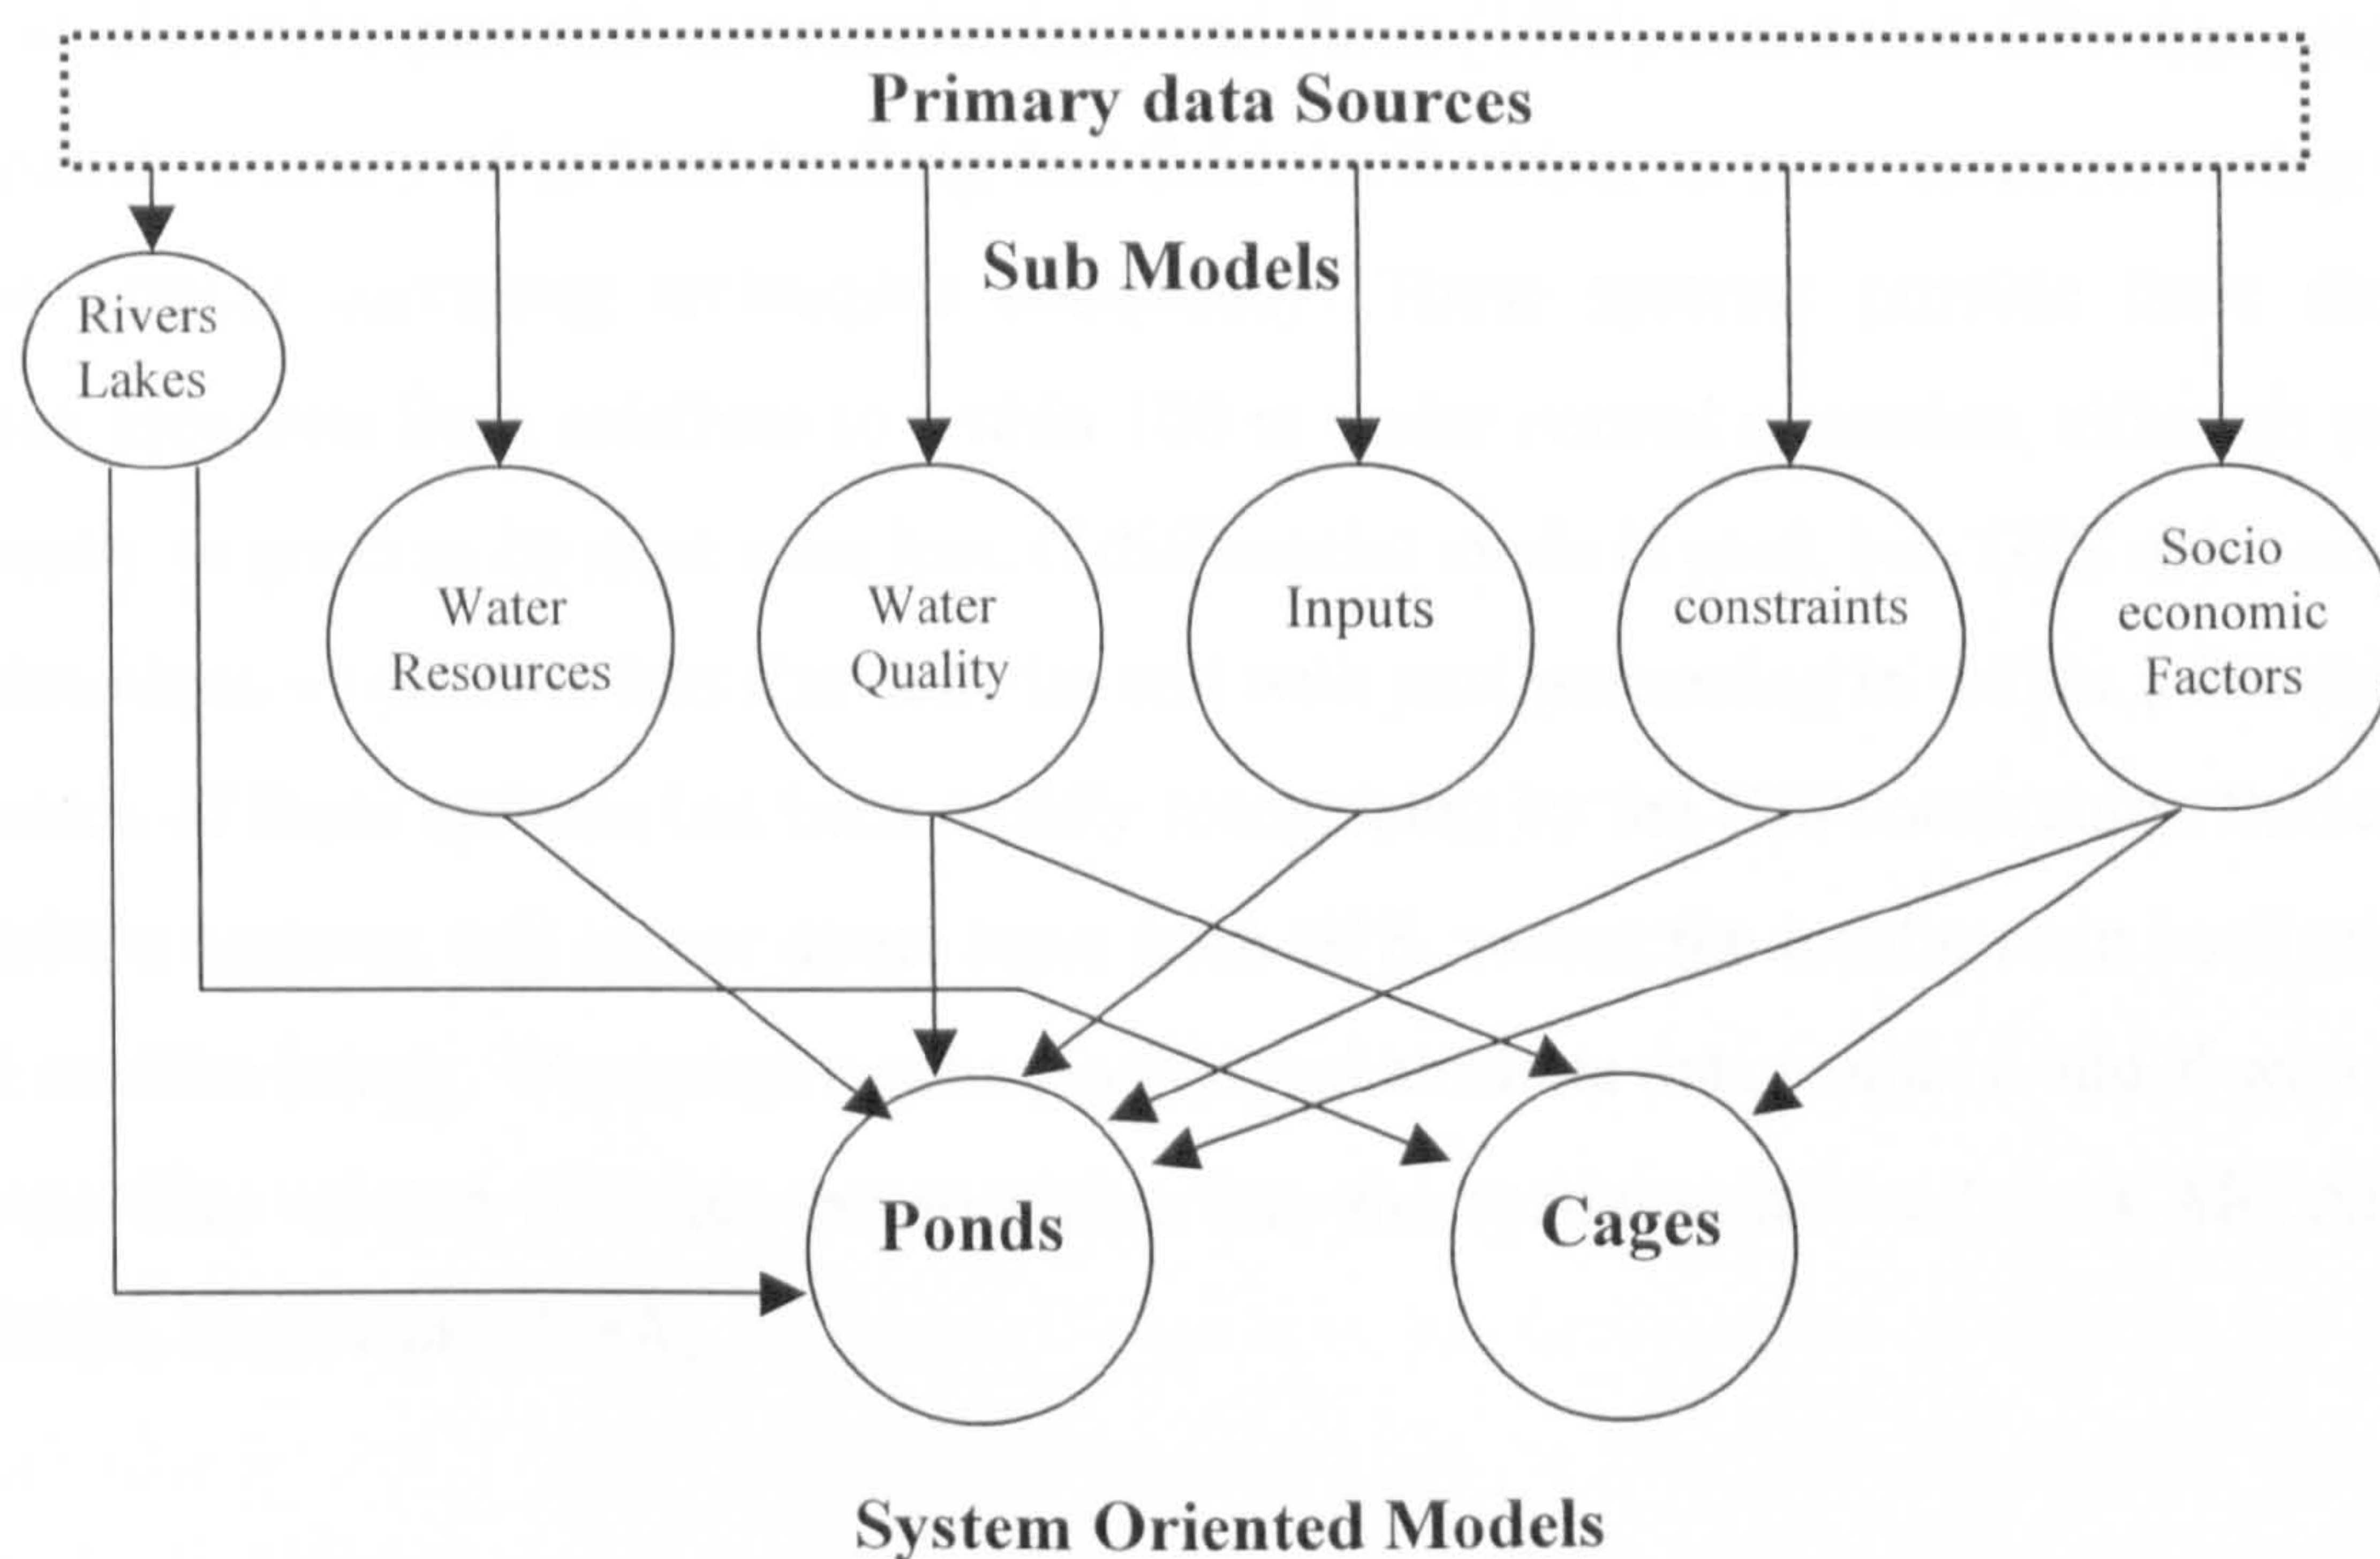 Primary data Sources
Sub Models
Rivers
Lakes
Water
Resources
Water
Quality
Inputs
constraints
Socio
economic
Factors
Ponds
Cages
System Oriented Models